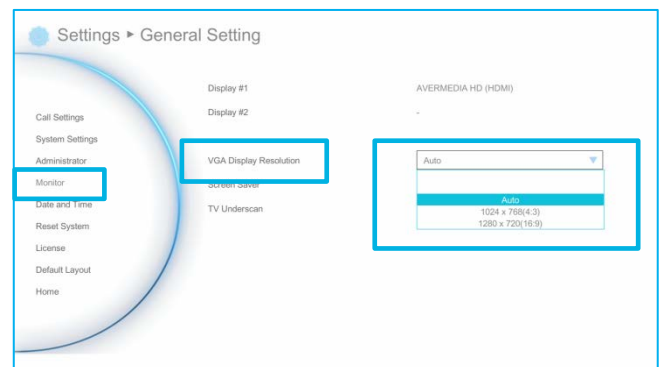 Settings ▸ General Setting
Display #1 AVERMEDIA HD (HDMI)
Display #2 -
Call Settings
System Settings
Administrator
Monitor
Date and Time
Reset System
License
Default Layout
Home
VGA Display Resolution Auto
Screen Saver
TV Underscan
Auto
1024 x 768(4:3)
1280 x 720(16:9)